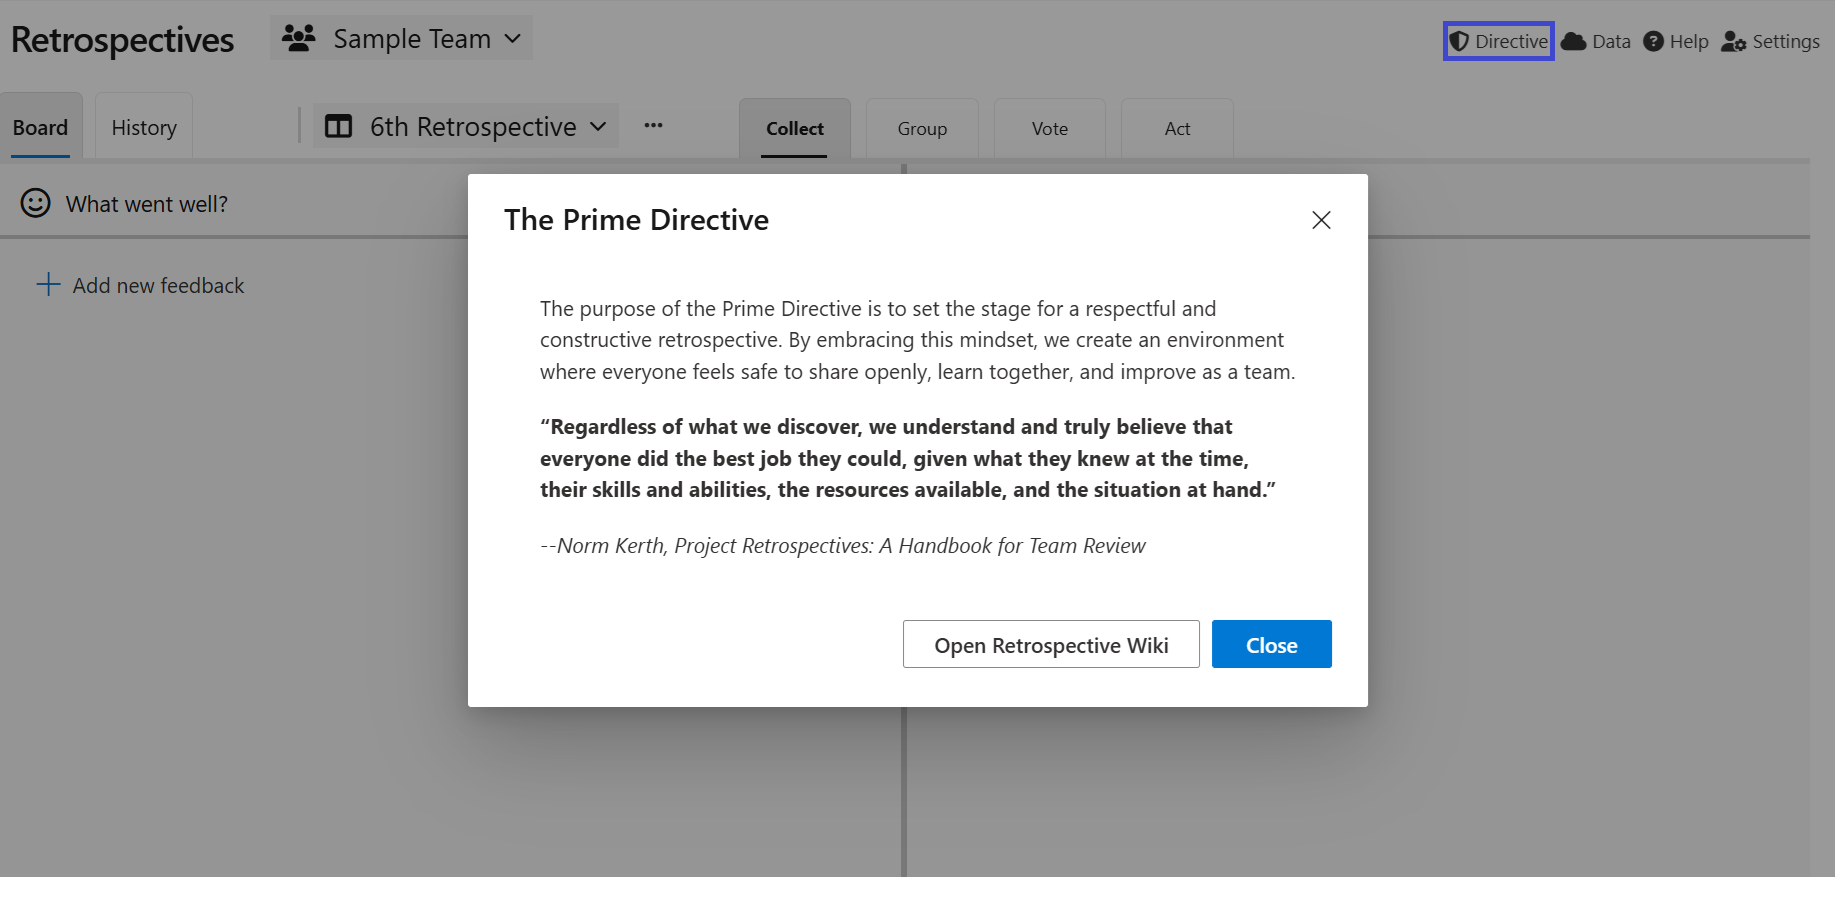 Retrospectives
Sample Team
Directive
Data
Help
Settings
Board
History
6th Retrospective
Collect
Group
Vote
Act
What went well?
Add new feedback
The Prime Directive
The purpose of the Prime Directive is to set the stage for a respectful and
constructive retrospective. By embracing this mindset, we create an environment
where everyone feels safe to share openly, learn together, and improve as a team.
“Regardless of what we discover, we understand and truly believe that
everyone did the best job they could, given what they knew at the time,
their skills and abilities, the resources available, and the situation at hand.”
--Norm Kerth, Project Retrospectives: A Handbook for Team Review
Open Retrospective Wiki
Close